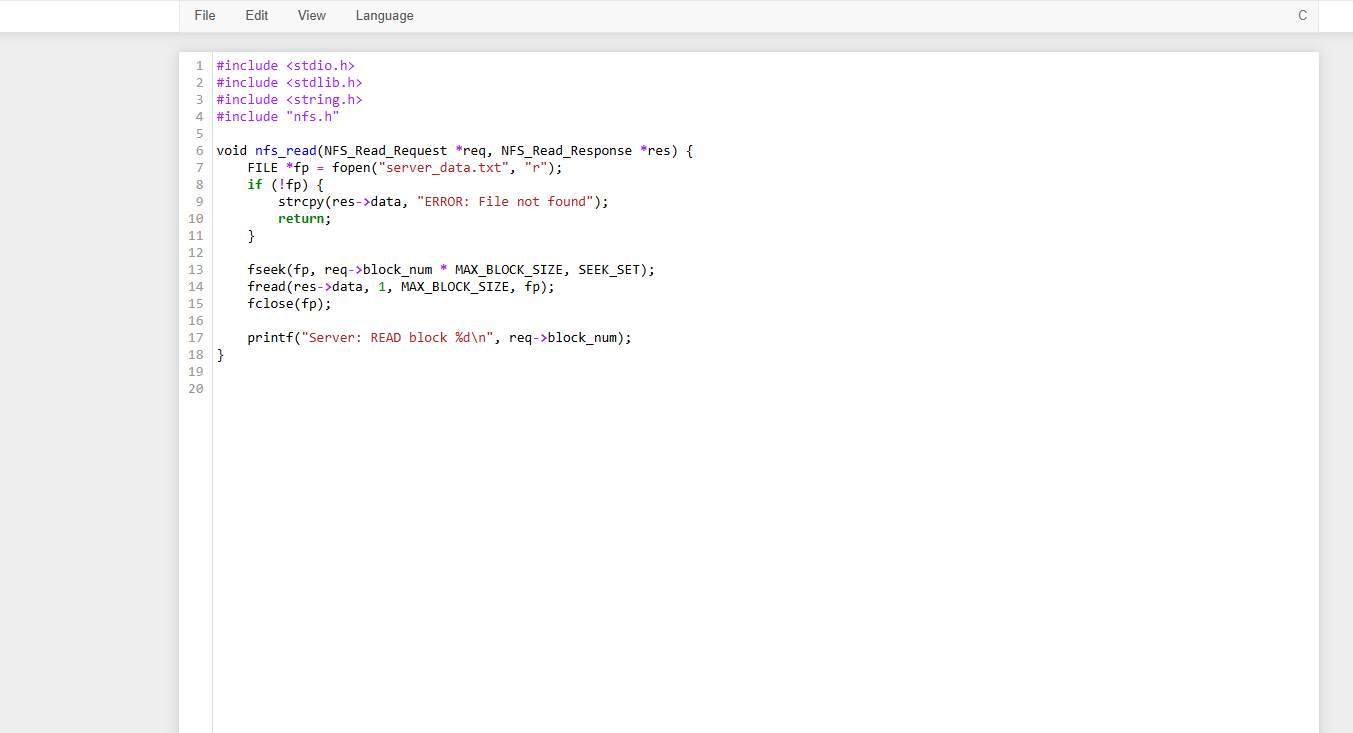 File Edit View Language C
1 #include <stdio.h>
2 #include <stdlib.h>
3 #include <string.h>
4 #include "nfs.h"
5
6 void nfs_read(NFS_Read_Request *req, NFS_Read_Response *res) {
7     FILE *fp = fopen("server_data.txt", "r");
8     if (!fp) {
9         strcpy(res->data, "ERROR: File not found");
10         return;
11     }
12
13     fseek(fp, req->block_num * MAX_BLOCK_SIZE, SEEK_SET);
14     fread(res->data, 1, MAX_BLOCK_SIZE, fp);
15     fclose(fp);
16
17     printf("Server: READ block %d\n", req->block_num);
18 }
19
20